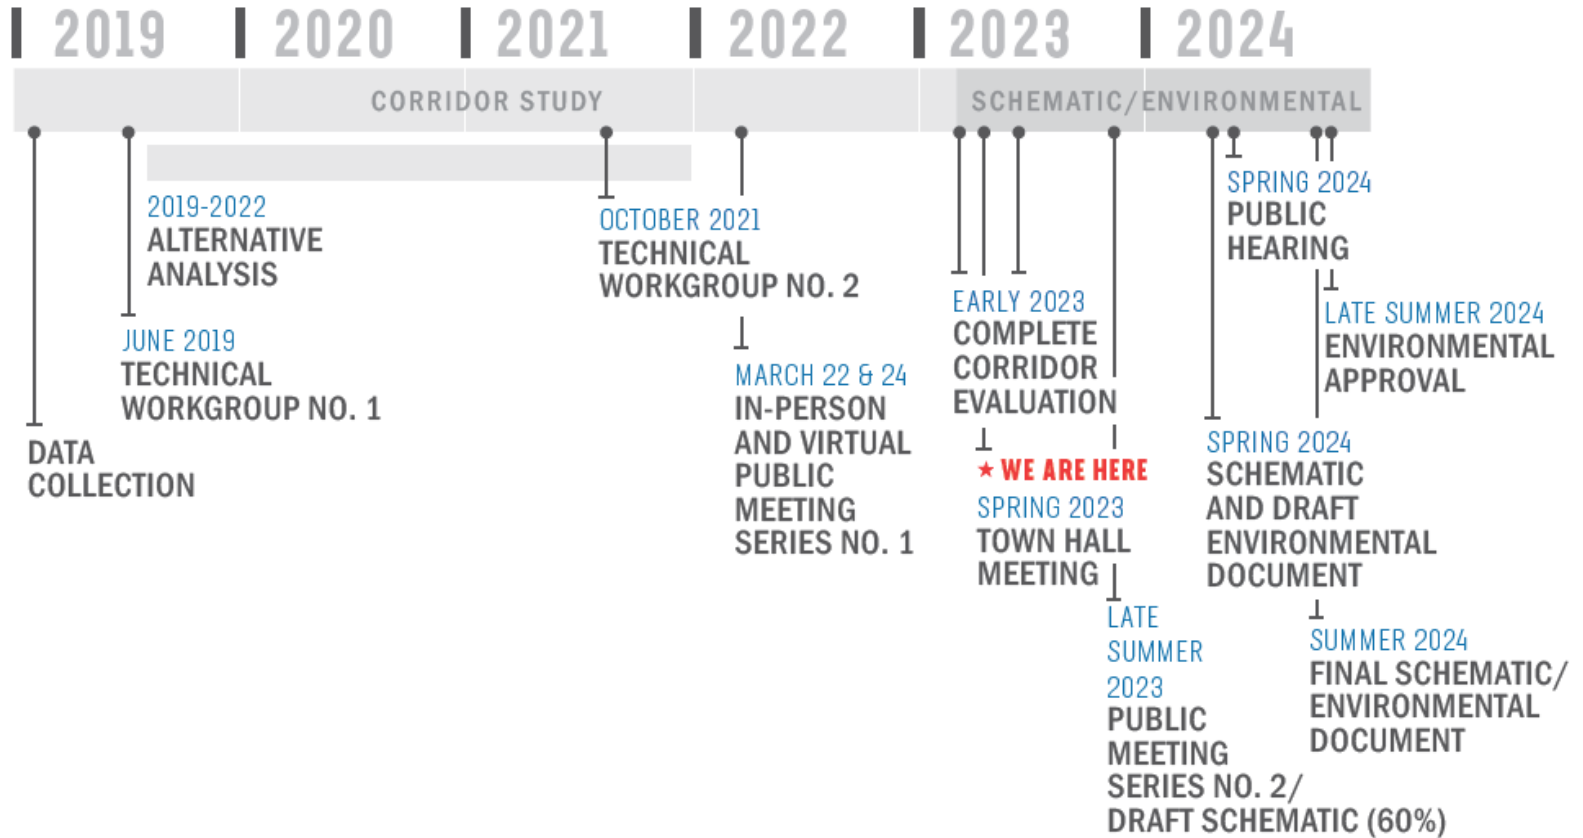 2019
2020
2021
2022
2023
2024
CORRIDOR STUDY
SCHEMATIC/ENVIRONMENTAL
DATA
COLLECTION
JUNE 2019
TECHNICAL
WORKGROUP NO. 1
2019-2022
ALTERNATIVE
ANALYSIS
OCTOBER 2021
TECHNICAL
WORKGROUP NO. 2
MARCH 22 & 24
IN-PERSON
AND VIRTUAL
PUBLIC
MEETING
SERIES NO. 1
EARLY 2023
COMPLETE
CORRIDOR
EVALUATION
★ WE ARE HERE
SPRING 2023
TOWN HALL
MEETING
LATE
SUMMER
2023
PUBLIC
MEETING
SERIES NO. 2/
DRAFT SCHEMATIC (60%)
SPRING 2024
SCHEMATIC
AND DRAFT
ENVIRONMENTAL
DOCUMENT
SPRING 2024
PUBLIC
HEARING
SUMMER 2024
FINAL SCHEMATIC/
ENVIRONMENTAL
DOCUMENT
LATE SUMMER 2024
ENVIRONMENTAL
APPROVAL